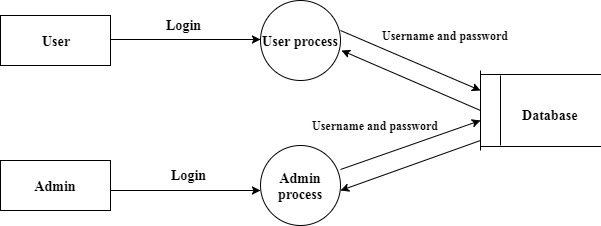 User
Login
User process
Username and password
Database
Username and password
Admin
Login
Admin
process